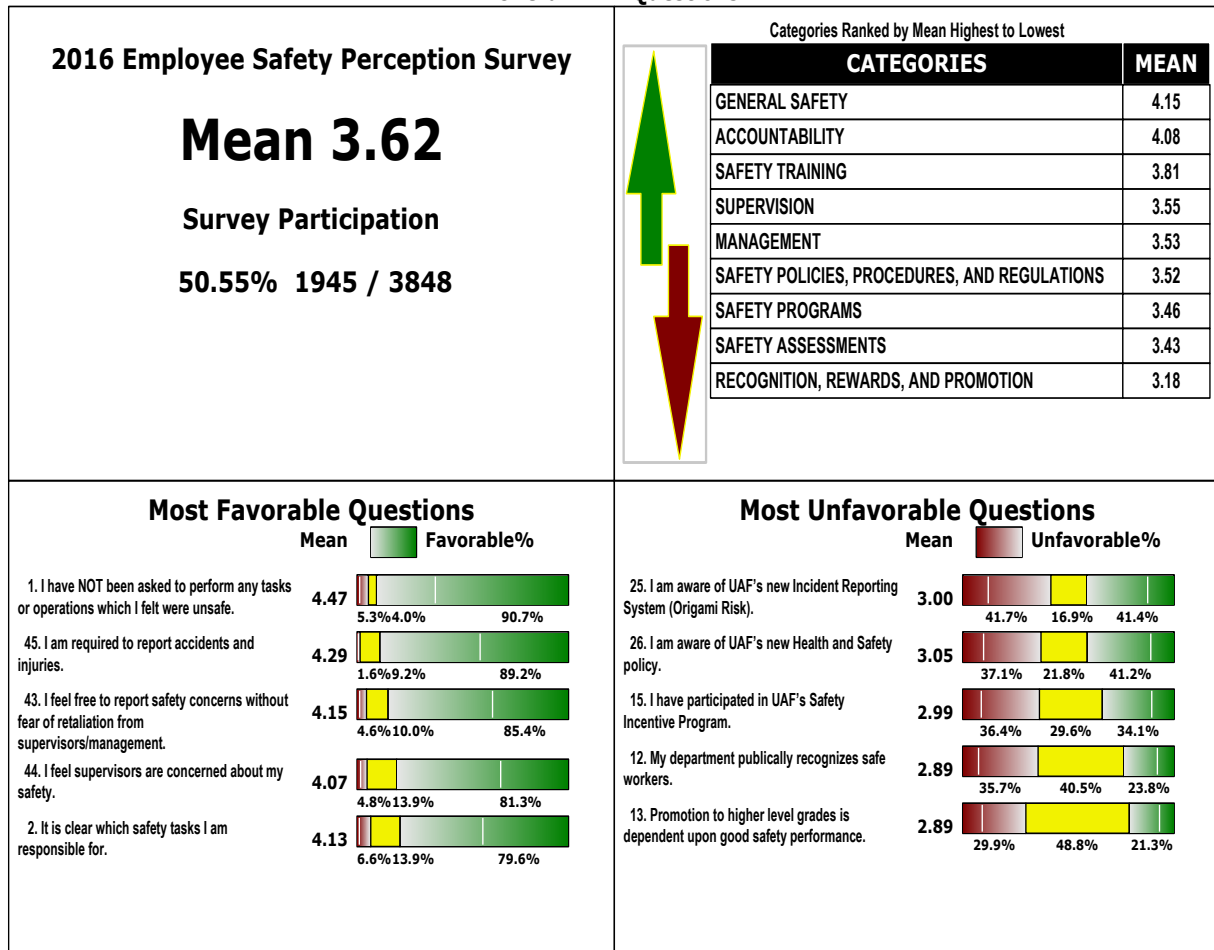 2016 Employee Safety Perception Survey
Mean 3.62
Survey Participation
50.55% 1945 / 3848
Categories Ranked by Mean Highest to Lowest
CATEGORIES MEAN
GENERAL SAFETY 4.15
ACCOUNTABILITY 4.08
SAFETY TRAINING 3.81
SUPERVISION 3.55
MANAGEMENT 3.53
SAFETY POLICIES, PROCEDURES, AND REGULATIONS 3.52
SAFETY PROGRAMS 3.46
SAFETY ASSESSMENTS 3.43
RECOGNITION, REWARDS, AND PROMOTION 3.18
Most Favorable Questions
Mean Favorable%
1. I have NOT been asked to perform any tasks
or operations which I felt were unsafe.
4.47
5.3% 4.0% 90.7%
45. I am required to report accidents and
injuries.
4.29
1.6% 9.2% 89.2%
43. I feel free to report safety concerns without
fear of retaliation from
supervisors/management.
4.15
4.6% 10.0% 85.4%
44. I feel supervisors are concerned about my
safety.
4.07
4.8% 13.9% 81.3%
2. It is clear which safety tasks I am
responsible for.
4.13
6.6% 13.9% 79.6%
Most Unfavorable Questions
Mean Unfavorable%
25. I am aware of UAF's new Incident Reporting
System (Origami Risk).
3.00
41.7% 16.9% 41.4%
26. I am aware of UAF's new Health and Safety
policy.
3.05
37.1% 21.8% 41.2%
15. I have participated in UAF's Safety
Incentive Program.
2.99
36.4% 29.6% 34.1%
12. My department publically recognizes safe
workers.
2.89
35.7% 40.5% 23.8%
13. Promotion to higher level grades is
dependent upon good safety performance.
2.89
29.9% 48.8% 21.3%